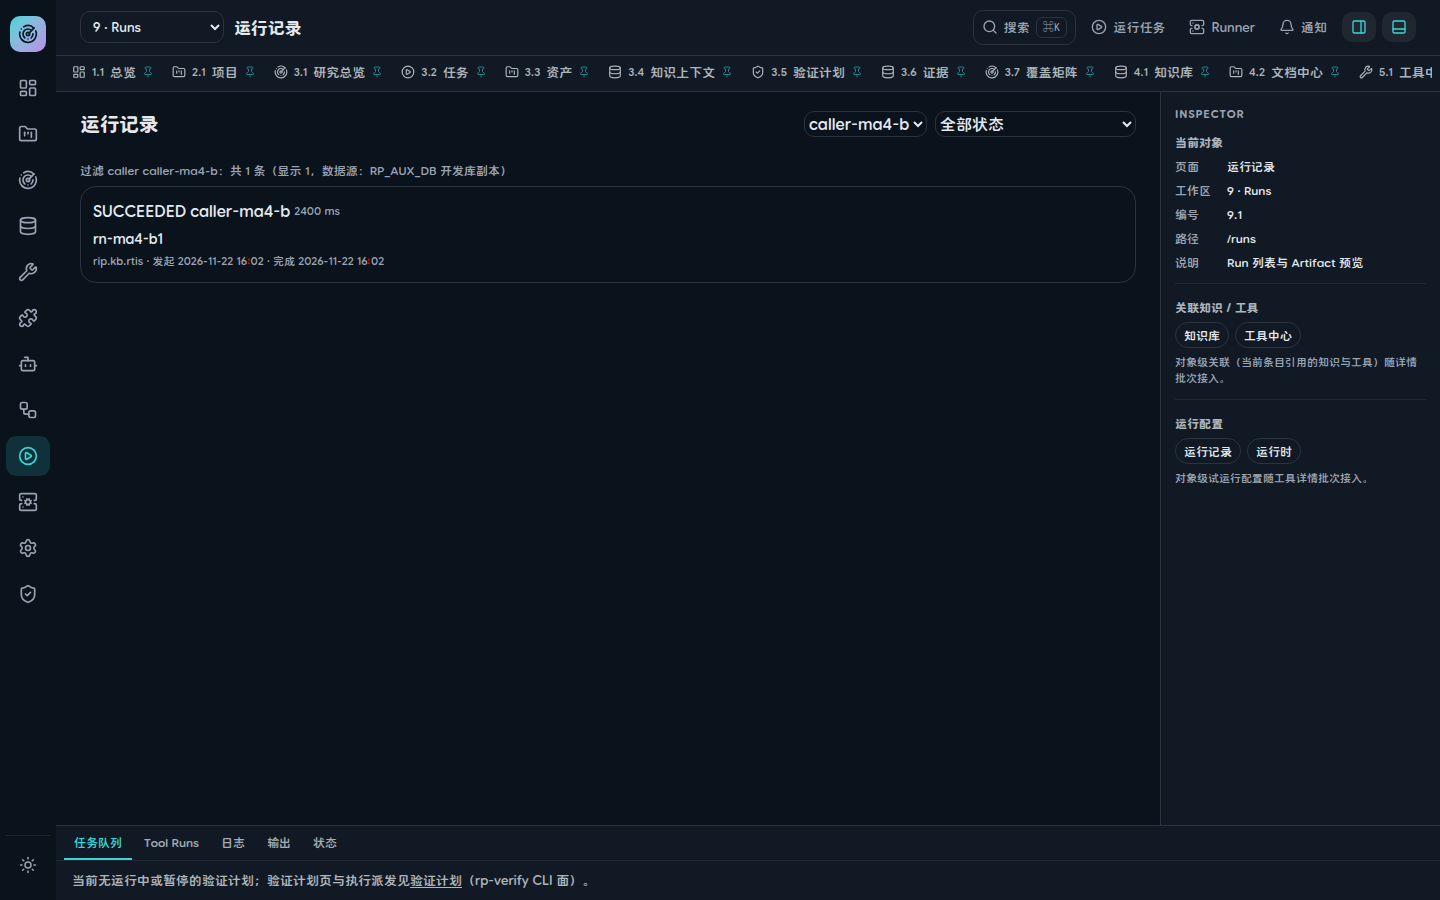 9 · Runs
运行记录
搜索 ⌘K
运行任务
Runner
通知
1.1 总览
2.1 项目
3.1 研究总览
3.2 任务
3.3 资产
3.4 知识上下文
3.5 验证计划
3.6 证据
3.7 覆盖矩阵
4.1 知识库
4.2 文档中心
5.1 工具
运行记录
caller-ma4-b
全部状态
过滤 caller caller-ma4-b：共 1 条（显示 1，数据源：RP_AUX_DB 开发库副本）
SUCCEEDED caller-ma4-b 2400 ms
rn-ma4-b1
rip.kb.rtis · 发起 2026-11-22 16:02 · 完成 2026-11-22 16:02
INSPECTOR
当前对象
页面 运行记录
工作区 9 · Runs
编号 9.1
路径 /runs
说明 Run 列表与 Artifact 预览
关联知识 / 工具
知识库 工具中心
对象级关联（当前条目引用的知识与工具）随详情
批次接入。
运行配置
运行记录 运行时
对象级试运行配置随工具详情批次接入。
任务队列
Tool Runs
日志
输出
状态
当前无运行中或暂停的验证计划；验证计划页与执行派发见验证计划（rp-verify CLI 面）。